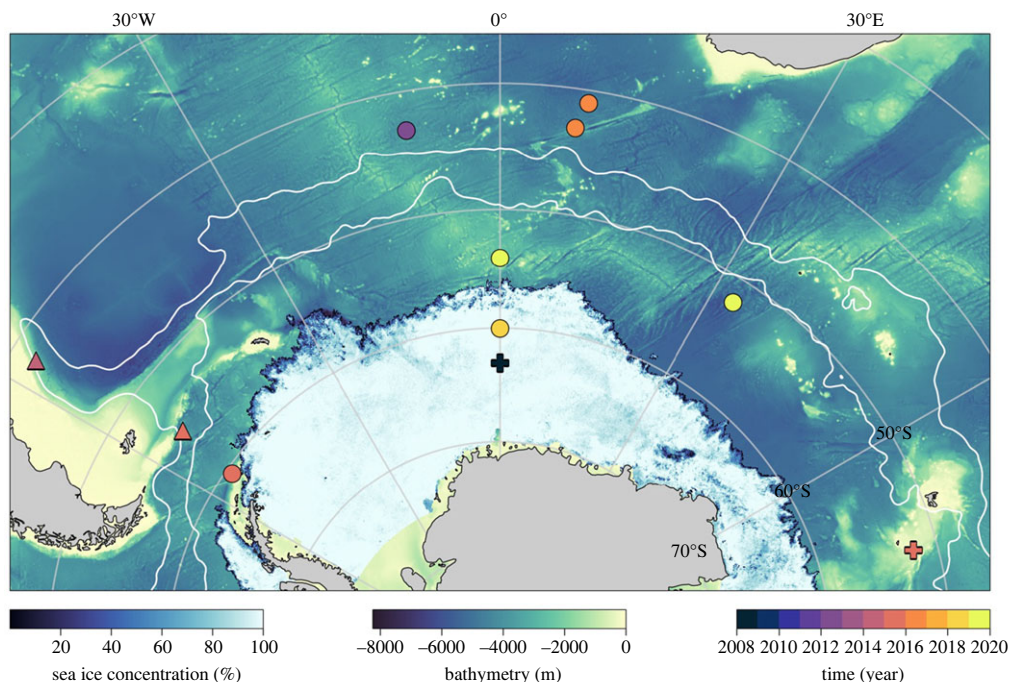 30°W 0° 30°E
50°S
60°S
70°S
20 40 60 80 100 −8000 −6000 −4000 −2000 0 2008 2010 2012 2014 2016 2018 2020
sea ice concentration (%) bathymetry (m) time (year)